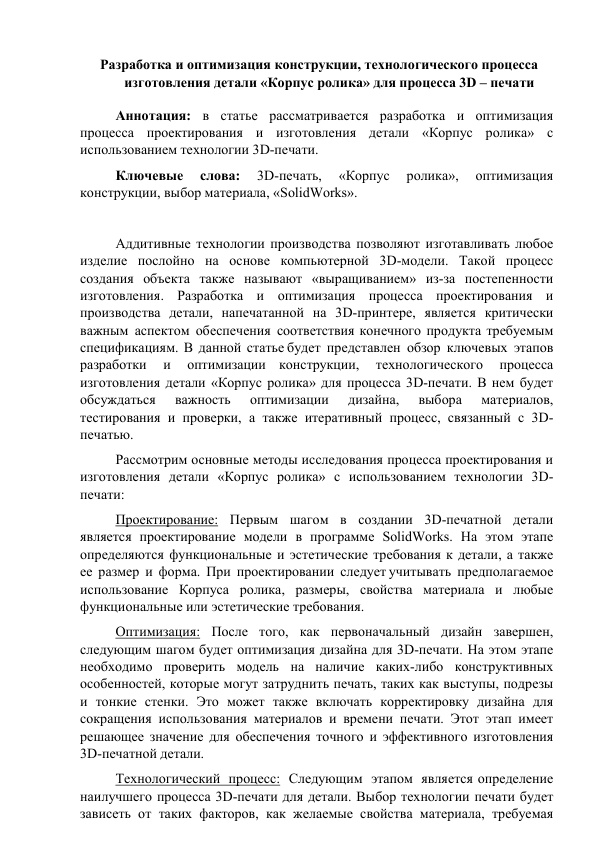 Разработка и оптимизация конструкции, технологического процесса
изготовления детали «Корпус ролика» для процесса 3D – печати
Аннотация: в статье рассматривается разработка и оптимизация
процесса проектирования и изготовления детали «Корпус ролика» с
использованием технологии 3D-печати.
Ключевые слова: 3D-печать, «Корпус ролика», оптимизация
конструкции, выбор материала, «SolidWorks».
Аддитивные технологии производства позволяют изготавливать любое
изделие послойно на основе компьютерной 3D-модели. Такой процесс
создания объекта также называют «выращиванием» из-за постепенности
изготовления. Разработка и оптимизация процесса проектирования и
производства детали, напечатанной на 3D-принтере, является критически
важным аспектом обеспечения соответствия конечного продукта требуемым
спецификациям. В данной статье будет представлен обзор ключевых этапов
разработки и оптимизации конструкции, технологического процесса
изготовления детали «Корпус ролика» для процесса 3D-печати. В нем будет
обсуждаться важность оптимизации дизайна, выбора материалов,
тестирования и проверки, а также итеративный процесс, связанный с 3D-
печатью.
Рассмотрим основные методы исследования процесса проектирования и
изготовления детали «Корпус ролика» с использованием технологии 3D-
печати:
Проектирование: Первым шагом в создании 3D-печатной детали
является проектирование модели в программе SolidWorks. На этом этапе
определяются функциональные и эстетические требования к детали, а также
ее размер и форма. При проектировании следует учитывать предполагаемое
использование Корпуса ролика, размеры, свойства материала и любые
функциональные или эстетические требования.
Оптимизация: После того, как первоначальный дизайн завершен,
следующим шагом будет оптимизация дизайна для 3D-печати. На этом этапе
необходимо проверить модель на наличие каких-либо конструктивных
особенностей, которые могут затруднить печать, таких как выступы, подрезы
и тонкие стенки. Это может также включать корректировку дизайна для
сокращения использования материалов и времени печати. Этот этап имеет
решающее значение для обеспечения точного и эффективного изготовления
3D-печатной детали.
Технологический процесс: Следующим этапом является определение
наилучшего процесса 3D-печати для детали. Выбор технологии печати будет
зависеть от таких факторов, как желаемые свойства материала, требуемая